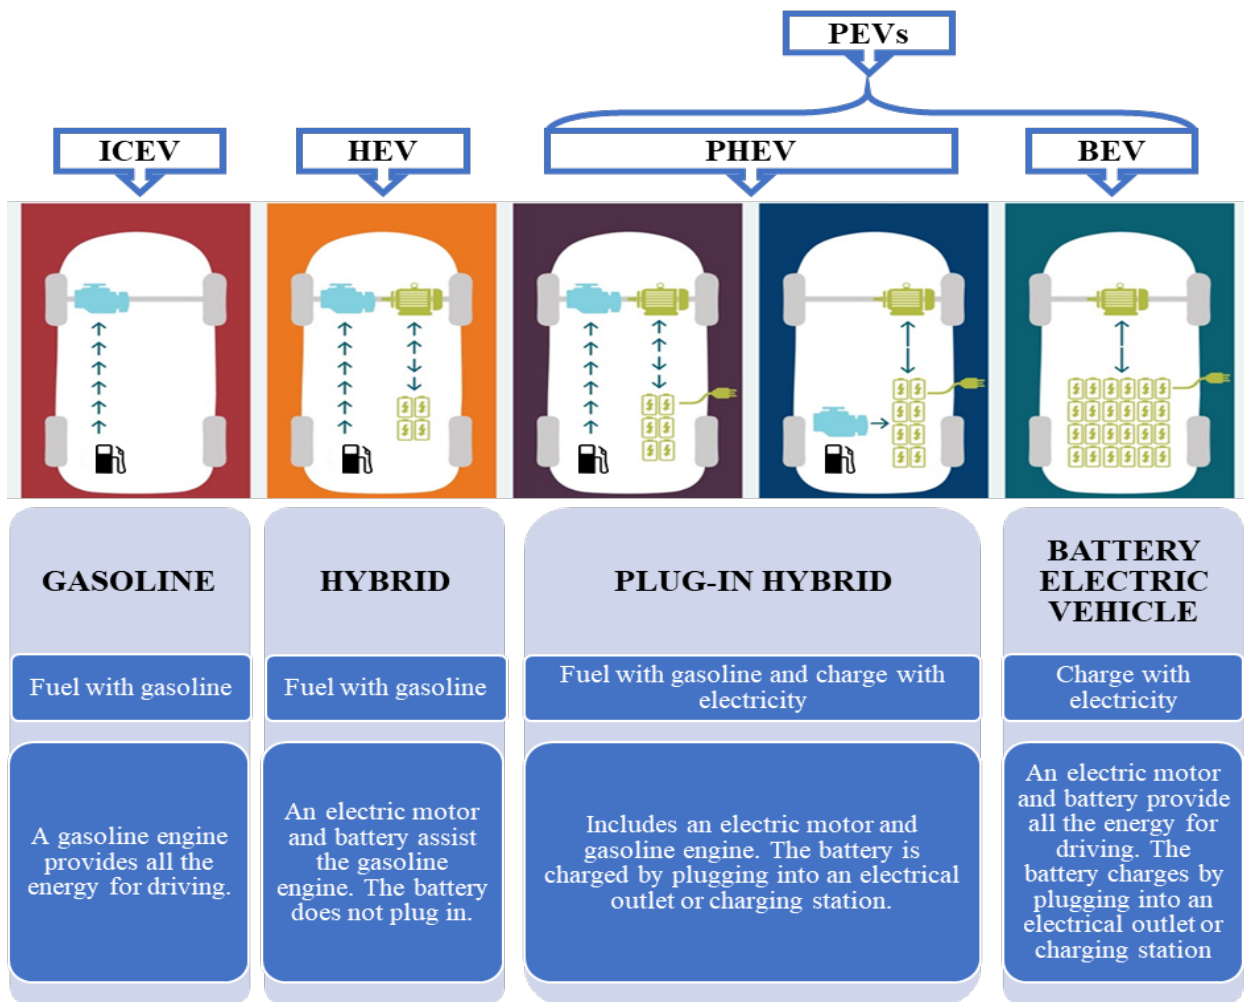 PEVs
ICEV
HEV
PHEV
BEV
GASOLINE
HYBRID
PLUG-IN HYBRID
BATTERY
ELECTRIC
VEHICLE
Fuel with gasoline
Fuel with gasoline
Fuel with gasoline and charge with
electricity
Charge with
electricity
A gasoline engine
provides all the
energy for driving.
An electric motor
and battery assist
the gasoline
engine. The battery
does not plug in.
Includes an electric motor and
gasoline engine. The battery is
charged by plugging into an electrical
outlet or charging station.
An electric motor
and battery provide
all the energy for
driving. The
battery charges by
plugging into an
electrical outlet or
charging station